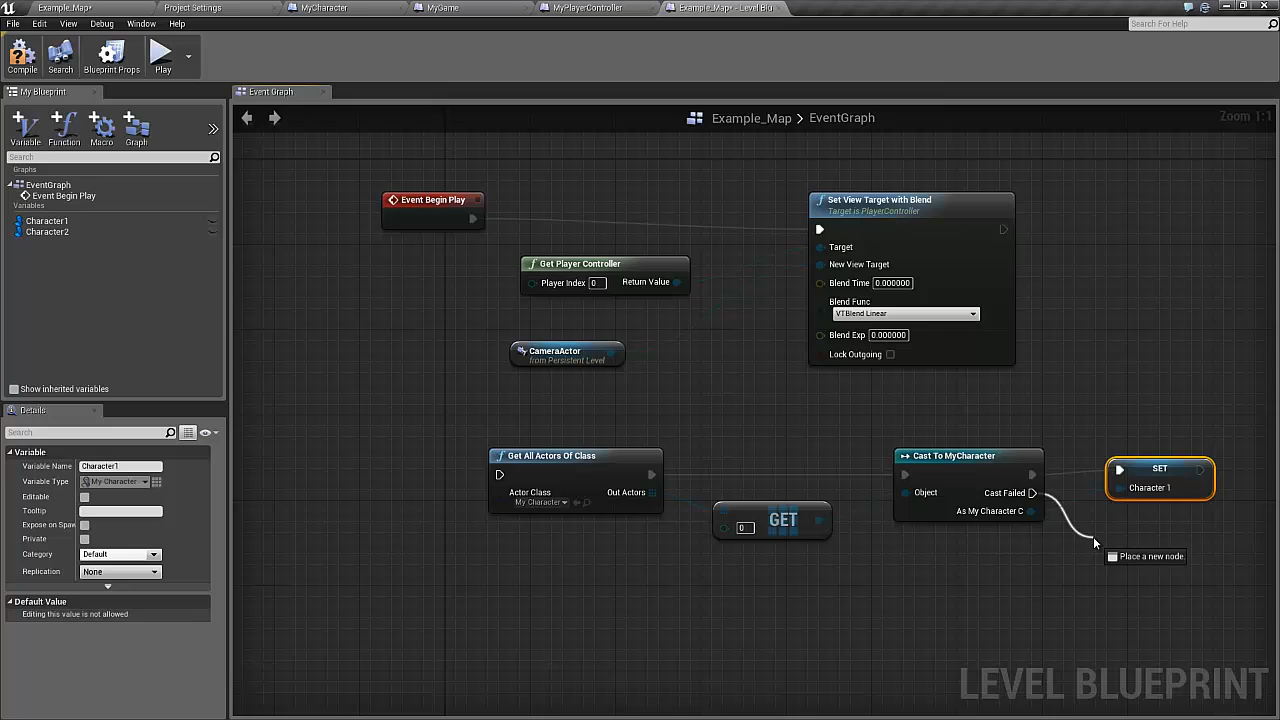 Example_Map*
Project Settings
MyCharacter
MyGame
MyPlayerController
Example_Map* - Level Blu
File Edit View Debug Window Help
Search For Help
Compile
Search
Blueprint Props
Play
My Blueprint
Event Graph
Variable
Function
Macro
Graph
Example_Map > EventGraph
Zoom 1:1
Search
Graphs
EventGraph
Event Begin Play
Variables
Character1
Character2
Show inherited variables
Details
Search
Variable
Variable Name Character1
Variable Type My Character
Editable
Tooltip
Expose on Spaw
Private
Category Default
Replication None
Default Value
Editing this value is not allowed
Event Begin Play
Get Player Controller
Player Index 0 Return Value
CameraActor
from Persistent Level
Set View Target with Blend
Target is PlayerController
Target
New View Target
Blend Time 0.000000
Blend Func
VTBlend Linear
Blend Exp 0.000000
Lock Outgoing
Get All Actors Of Class
Actor Class Out Actors
My Character
0 GET
Cast To MyCharacter
Object Cast Failed
As My Character C
SET
Character 1
Place a new node.
LEVEL BLUEPRINT